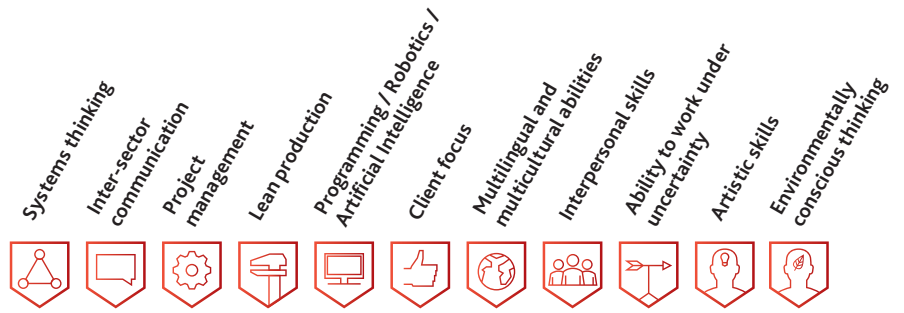 Systems thinking
Inter-sector
communication
Project
management
Lean production
Programming / Robotics /
Artificial Intelligence
Client focus
Multilingual and
multicultural abilities
Interpersonal skills
Ability to work under
uncertainty
Artistic skills
Environmentally
conscious thinking